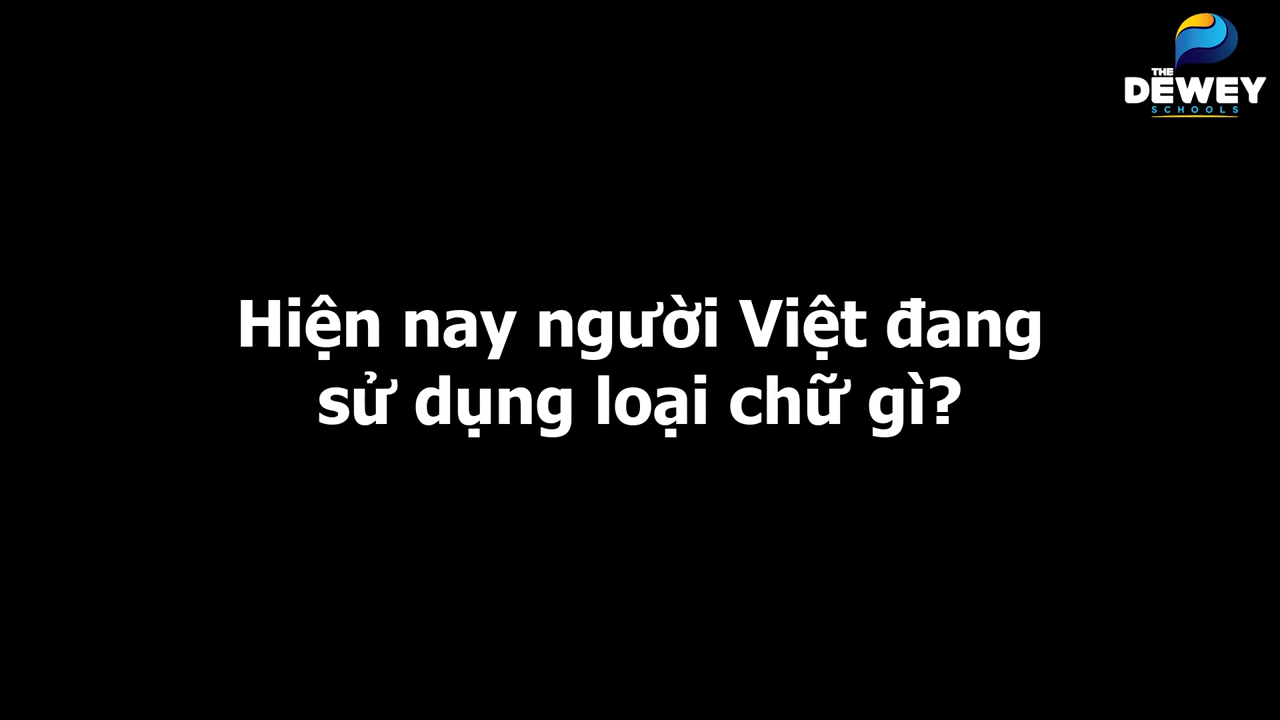 THE
DEWEY
SCHOOLS
Hiện nay người Việt đang
sử dụng loại chữ gì?